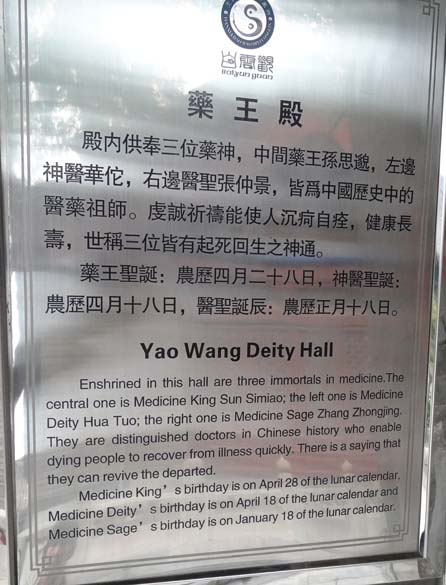 雲觀
藥王殿
殿内供奉三位藥神，中間藥王孫思邈，左邊
神醫華佗，右邊醫聖張仲景，皆爲中國歷史中的
醫藥祖師。虔誠祈禱能使人沉疴自痊，健康長
壽，世稱三位皆有起死回生之神通。
藥王聖誕：農歷四月二十八日，神醫聖誕：
農歷四月十八日，醫聖誕辰：農歷正月十八日。
Yao Wang Deity Hall
Enshrined in this hall are three immortals in medicine.The
central one is Medicine King Sun Simiao; the left one is Medicine
Deity Hua Tuo; the right one is Medicine Sage Zhang Zhongjing.
They are distinguished doctors in Chinese history who enable
dying people to recover from illness quickly. There is a saying that
they can revive the departed.
Medicine King's birthday is on April 28 of the lunar calendar.
Medicine Deity's birthday is on April 18 of the lunar calendar and
Medicine Sage's birthday is on January 18 of the lunar calendar.